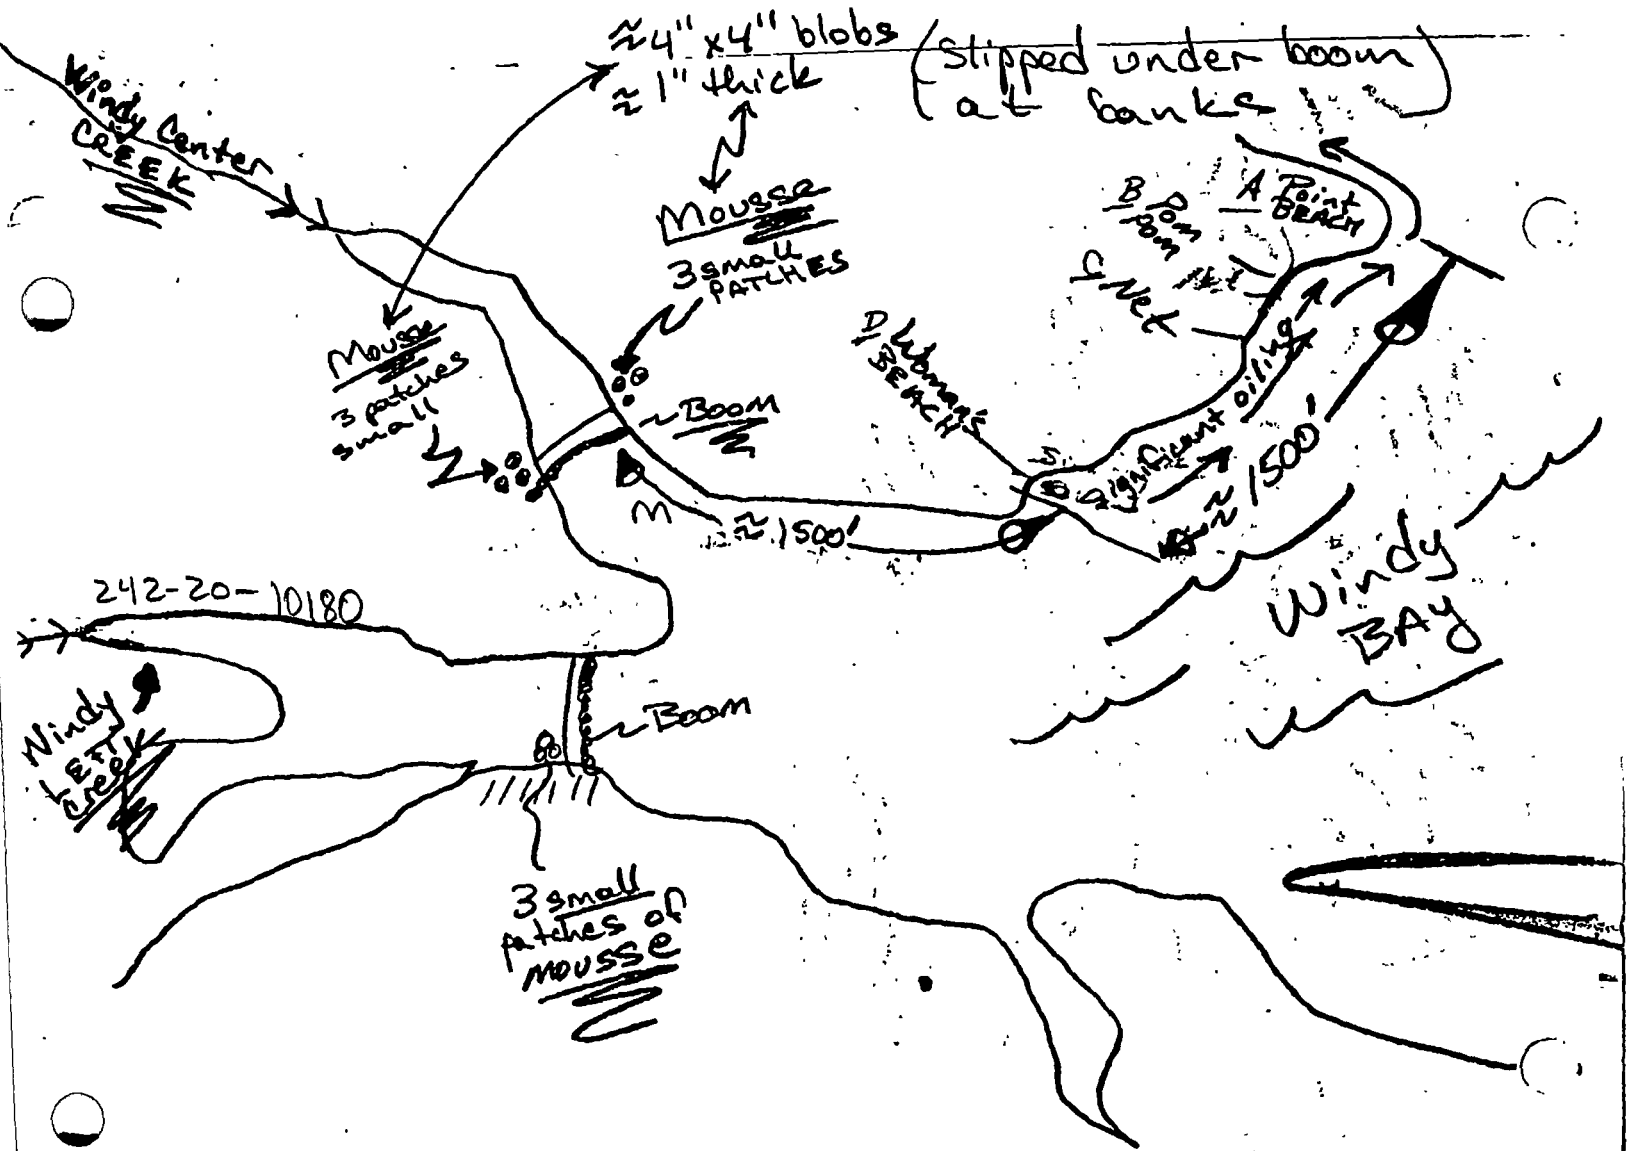 ≈4" x4" blobs
≈ 1" thick
(Slipped under boom
at banks)
Windy Center
CREEK
Mousse
3 small
PATCHES
B Pom
Pom
A Point
BEACH
C Net
D Woman's
BEACH
Mousse
3 patches
small
Boom
Significant oiling
≈ 1500'
≈ 1500'
Windy
BAY
242-20-10180
Windy
LEFT
Creek
Boom
3 small
patches of
mousse